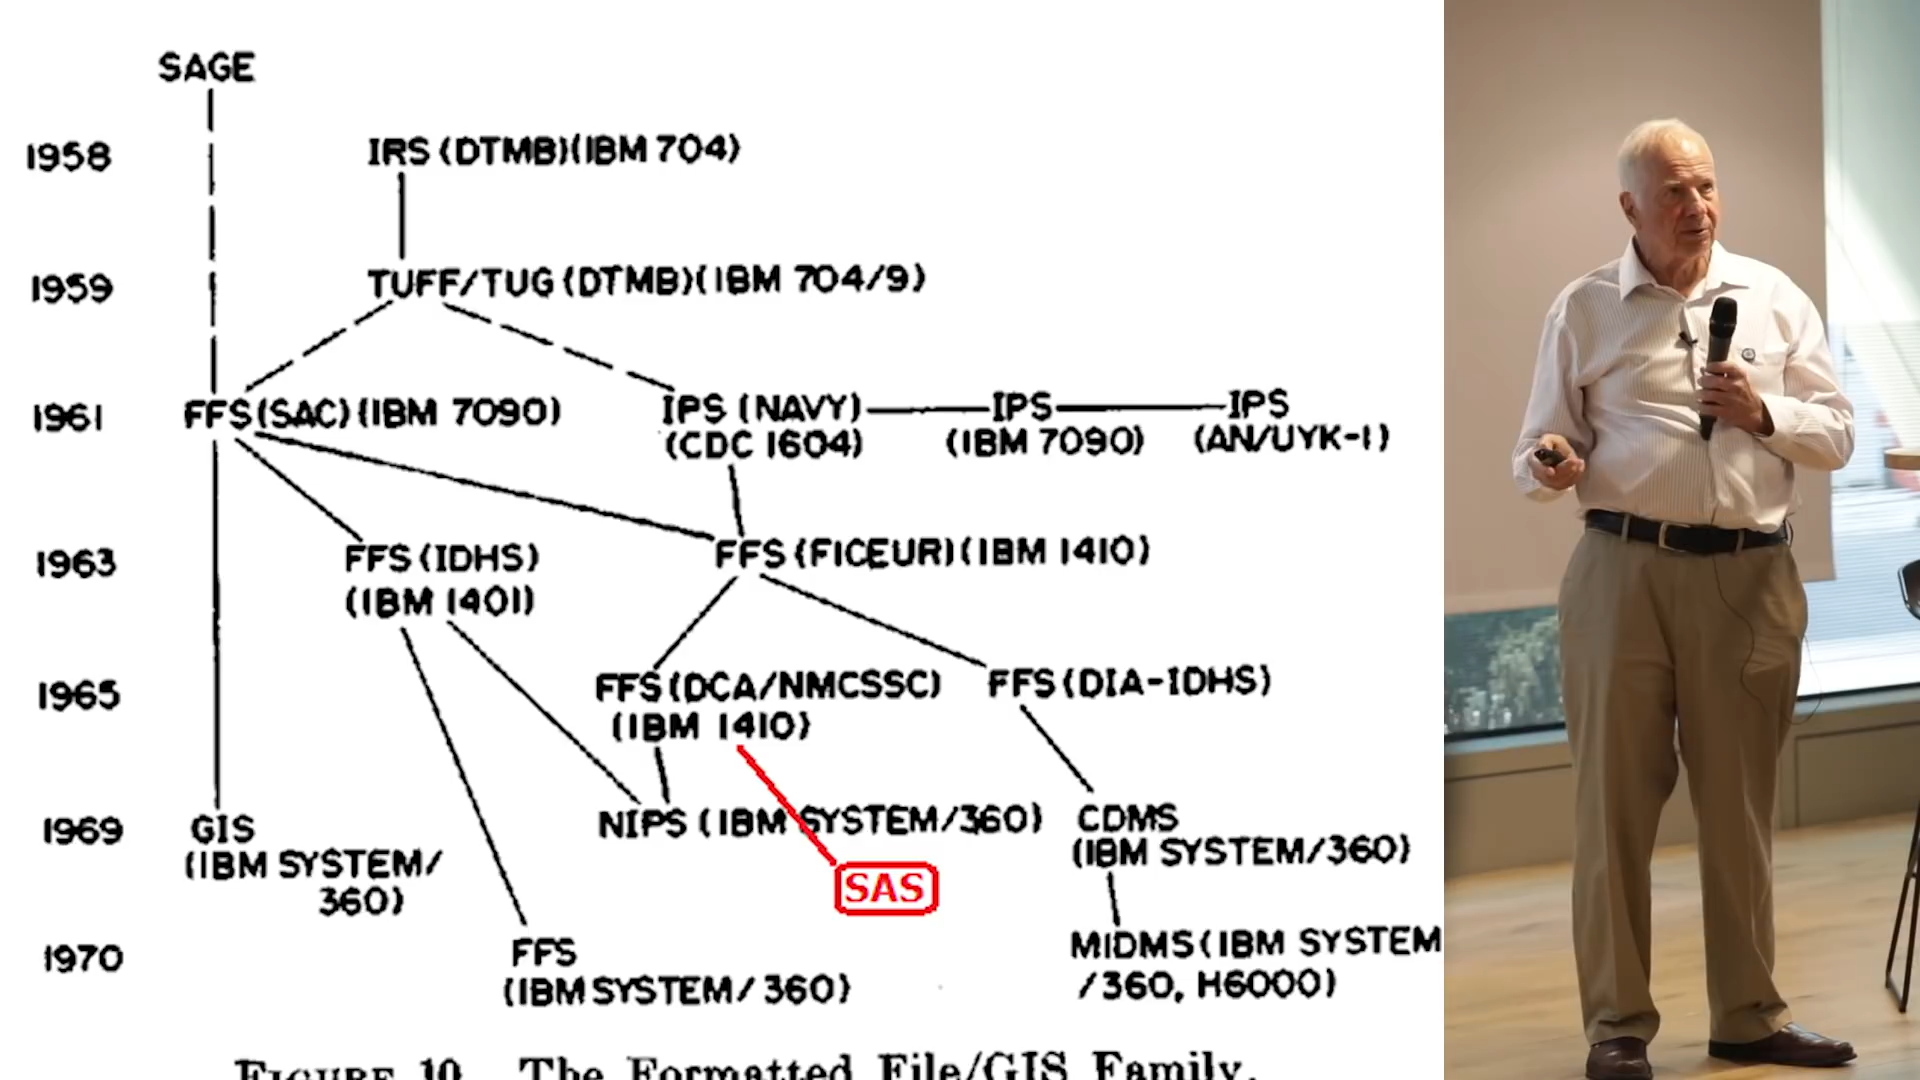 SAGE
1958
IRS (DTMB)(IBM 704)
1959
TUFF/TUG (DTMB)(IBM 704/9)
1961
FFS (SAC) (IBM 7090)
IPS (NAVY)
(CDC 1604)
IPS
(IBM 7090)
IPS
(AN/UYK-1)
1963
FFS (IDHS)
(IBM 1401)
FFS (FICEUR) (IBM 1410)
1965
FFS (DCA/NMCSSC)
(IBM 1410)
FFS (DIA-IDHS)
1969
GIS
(IBM SYSTEM/
360)
NIPS (IBM SYSTEM/360)
CDMS
(IBM SYSTEM/360)
SAS
1970
FFS
(IBM SYSTEM/360)
MIDMS (IBM SYSTEM
/360, H6000)
FIGURE 10. The Formatted File/GIS Family.